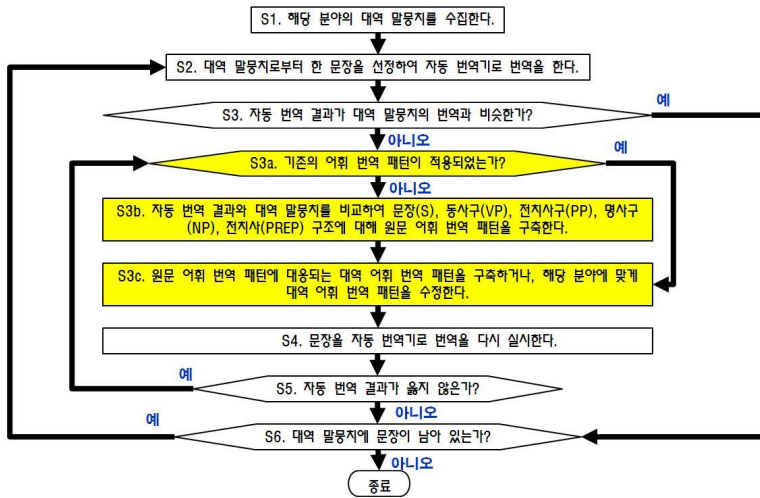 S1. 해당 분야의 대역 말뭉치를 수집한다.
S2. 대역 말뭉치로부터 한 문장을 선정하여 자동 번역기로 번역을 한다.
예
S3. 자동 번역 결과가 대역 말뭉치의 번역과 비슷한가?
아니오
예
S3a. 기존의 어휘 번역 패턴이 적용되었는가?
아니오
S3b. 자동 번역 결과와 대역 말뭉치를 비교하여 문장(S), 동사구(VP), 전치사구(PP), 명사구
(NP), 전치사(PREP) 구조에 대해 원문 어휘 번역 패턴을 구축한다.
S3c. 원문 어휘 번역 패턴에 대응되는 대역 어휘 번역 패턴을 구축하거나, 해당 분야에 맞게
대역 어휘 번역 패턴을 수정한다.
S4. 문장을 자동 번역기로 번역을 다시 실시한다.
예
S5. 자동 번역 결과가 옳지 않은가?
아니오
예
S6. 대역 말뭉치에 문장이 남아 있는가?
아니오
종료